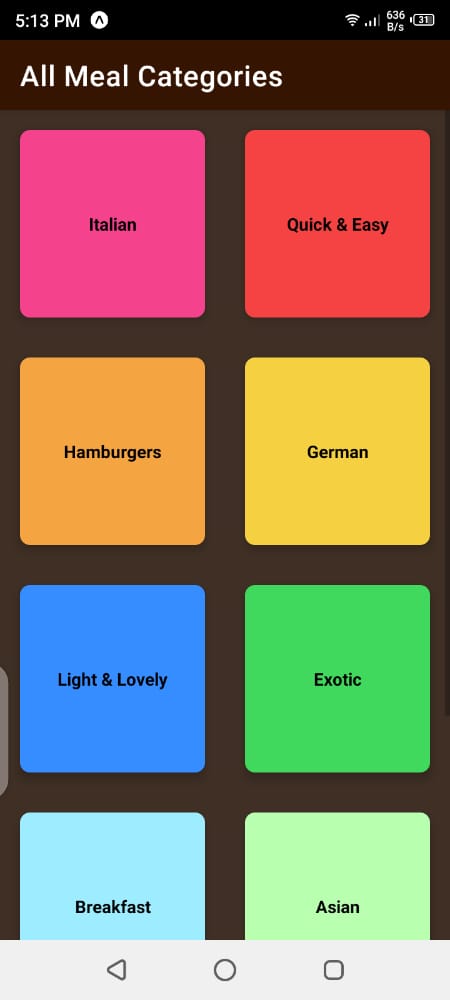 5:13 PM
636
B/s
31
All Meal Categories
Italian
Quick & Easy
Hamburgers
German
Light & Lovely
Exotic
Breakfast
Asian